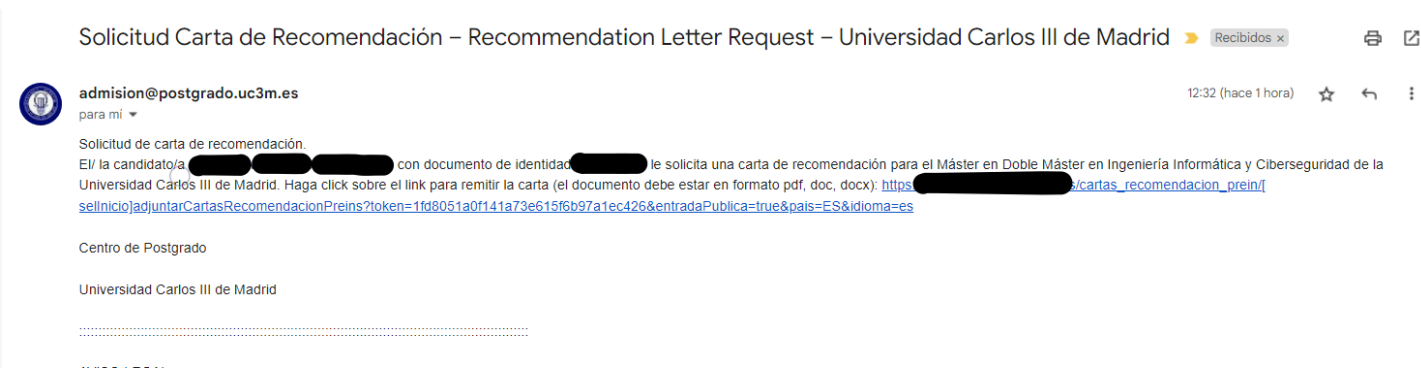 Solicitud Carta de Recomendación – Recommendation Letter Request – Universidad Carlos III de Madrid Recibidos ×
admision@postgrado.uc3m.es 12:32 (hace 1 hora)
para mí
Solicitud de carta de recomendación.
El/ la candidato/a con documento de identidad le solicita una carta de recomendación para el Máster en Doble Máster en Ingeniería Informática y Ciberseguridad de la
Universidad Carlos III de Madrid. Haga click sobre el link para remitir la carta (el documento debe estar en formato pdf, doc, docx): https s/cartas_recomendacion_prein/[
selInicio]adjuntarCartasRecomendacionPreins?token=1fd8051a0f141a73e615f6b97a1ec426&entradaPublica=true&pais=ES&idioma=es
Centro de Postgrado
Universidad Carlos III de Madrid